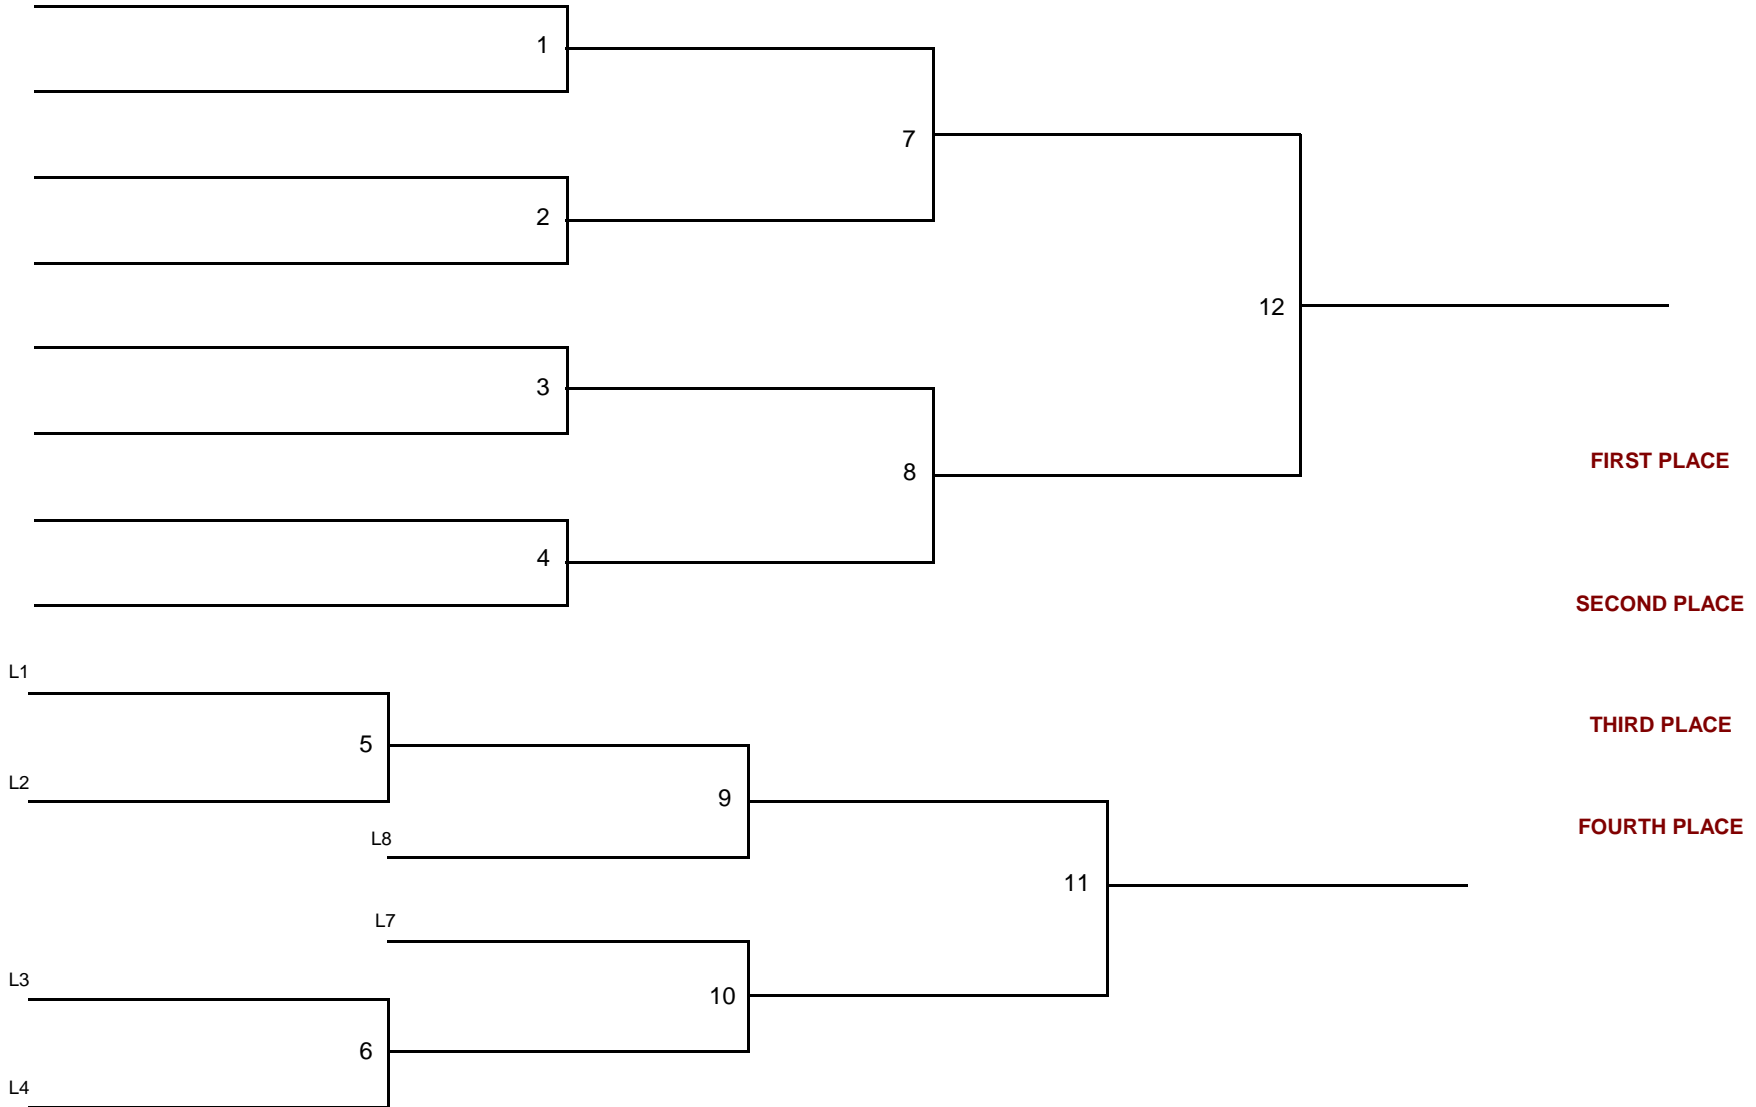 1
7
2
12
3
8
FIRST PLACE
4
SECOND PLACE
L1
THIRD PLACE
5
L2
9
FOURTH PLACE
L8
11
L7
L3
10
6
L4